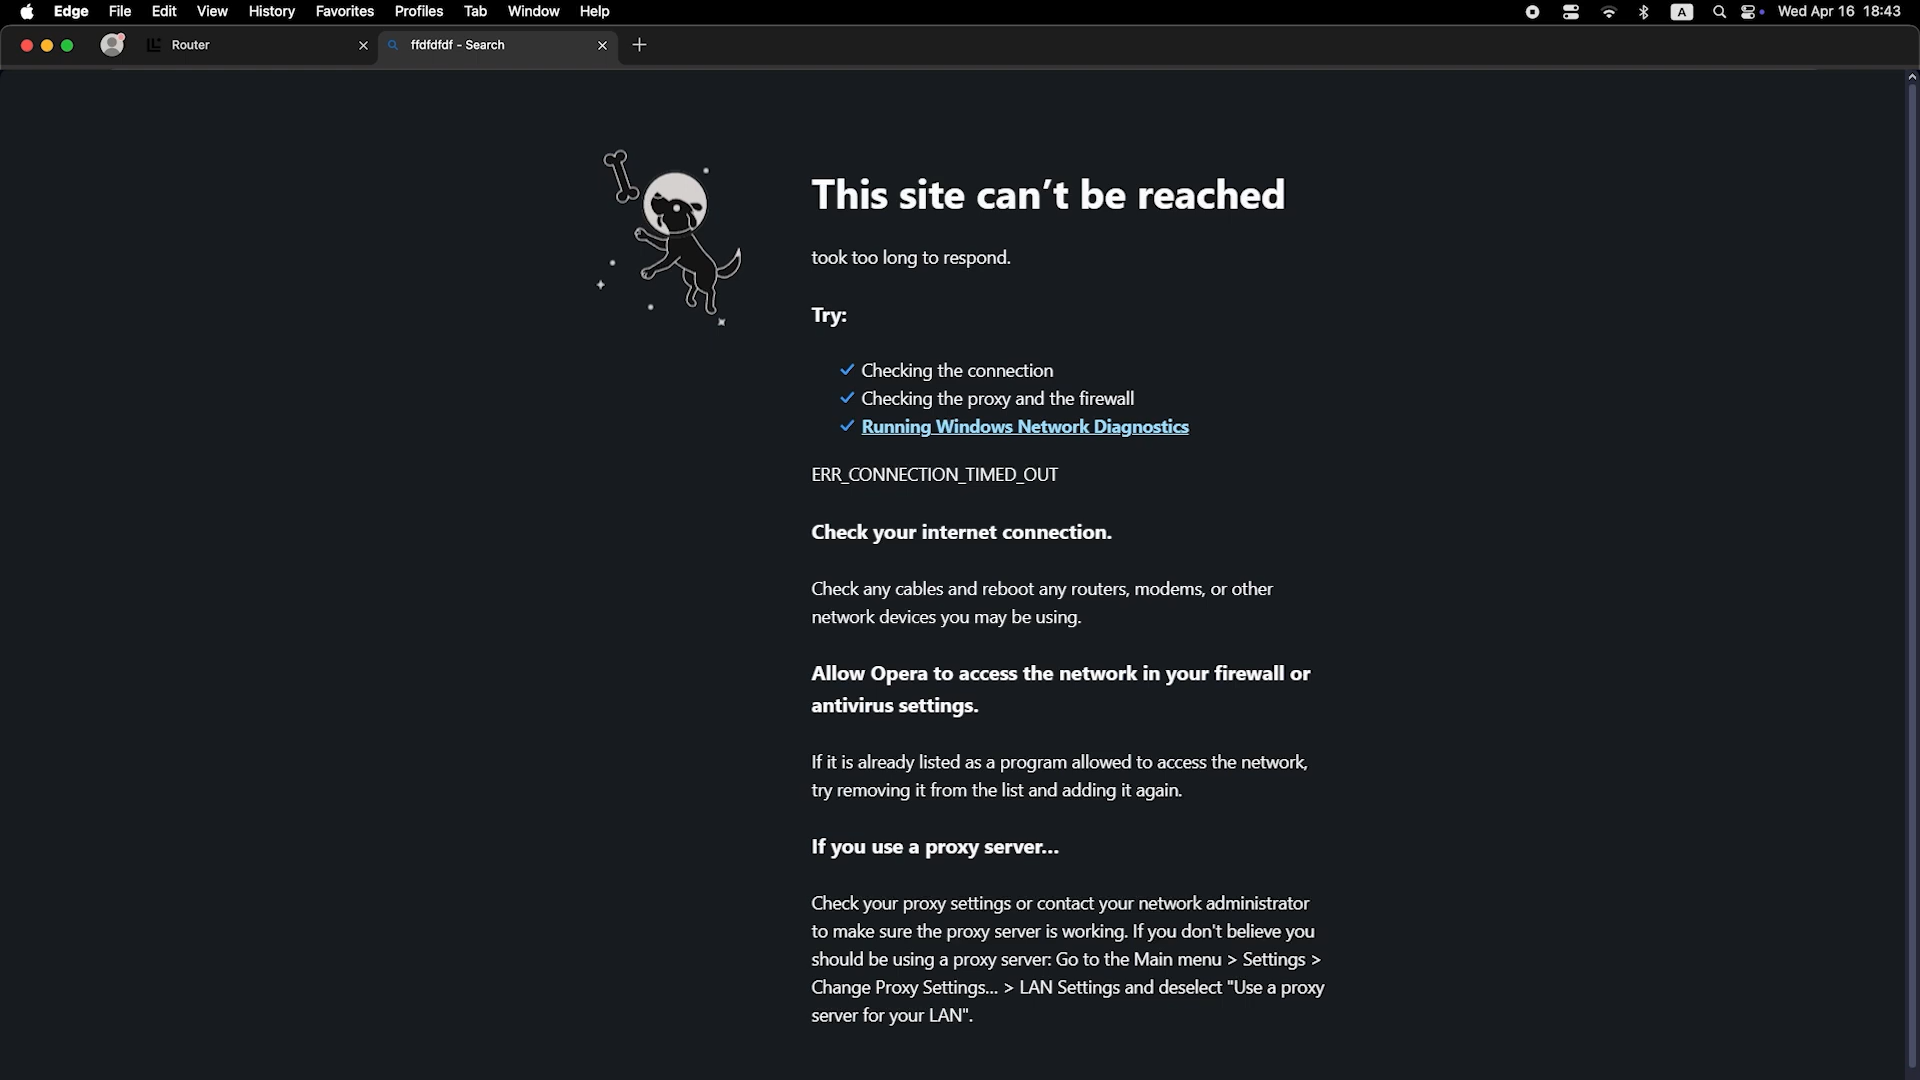 Edge File Edit View History Favorites Profiles Tab Window Help A Wed Apr 16 18:43
Router ffdfdfdf - Search
This site can’t be reached
took too long to respond.
Try:
Checking the connection
Checking the proxy and the firewall
Running Windows Network Diagnostics
ERR_CONNECTION_TIMED_OUT
Check your internet connection.
Check any cables and reboot any routers, modems, or other
network devices you may be using.
Allow Opera to access the network in your firewall or
antivirus settings.
If it is already listed as a program allowed to access the network,
try removing it from the list and adding it again.
If you use a proxy server...
Check your proxy settings or contact your network administrator
to make sure the proxy server is working. If you don't believe you
should be using a proxy server: Go to the Main menu > Settings >
Change Proxy Settings... > LAN Settings and deselect "Use a proxy
server for your LAN".